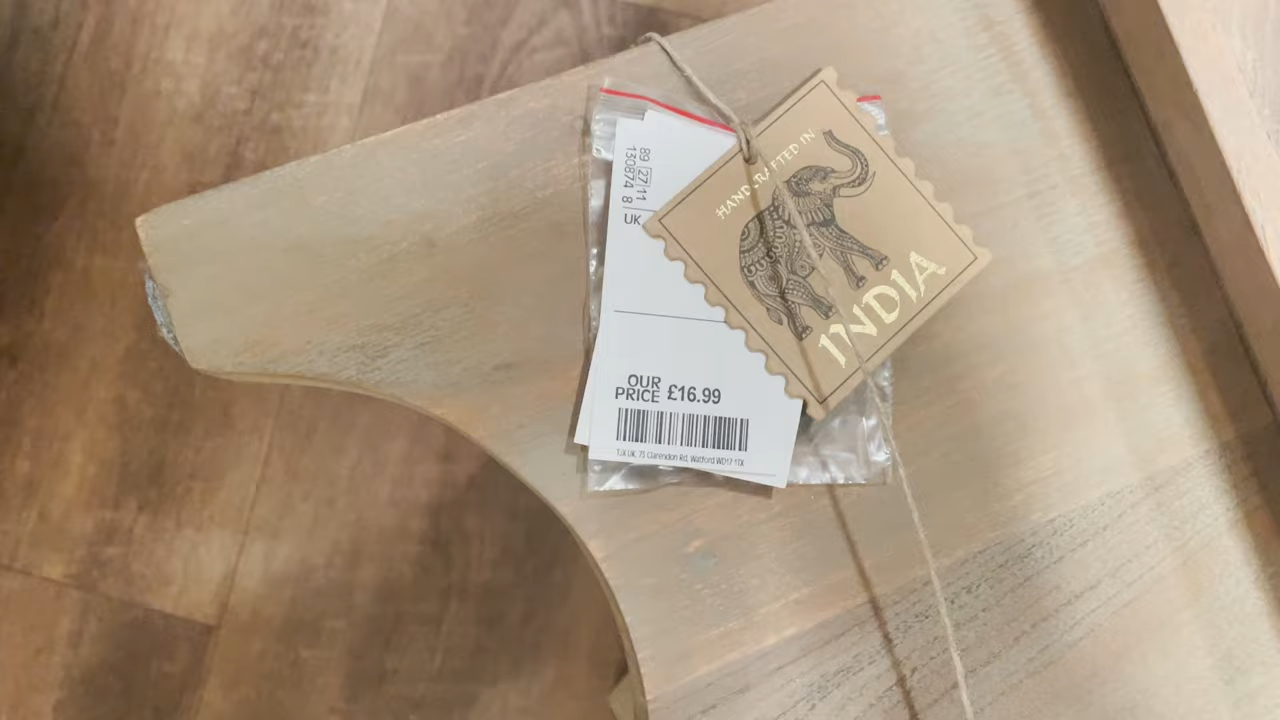 89 27 11
130874 8
UK
OUR
PRICE £16.99
TJX UK, 73 Clarendon Rd, Watford WD17 1TX
HANDCRAFTED IN
INDIA